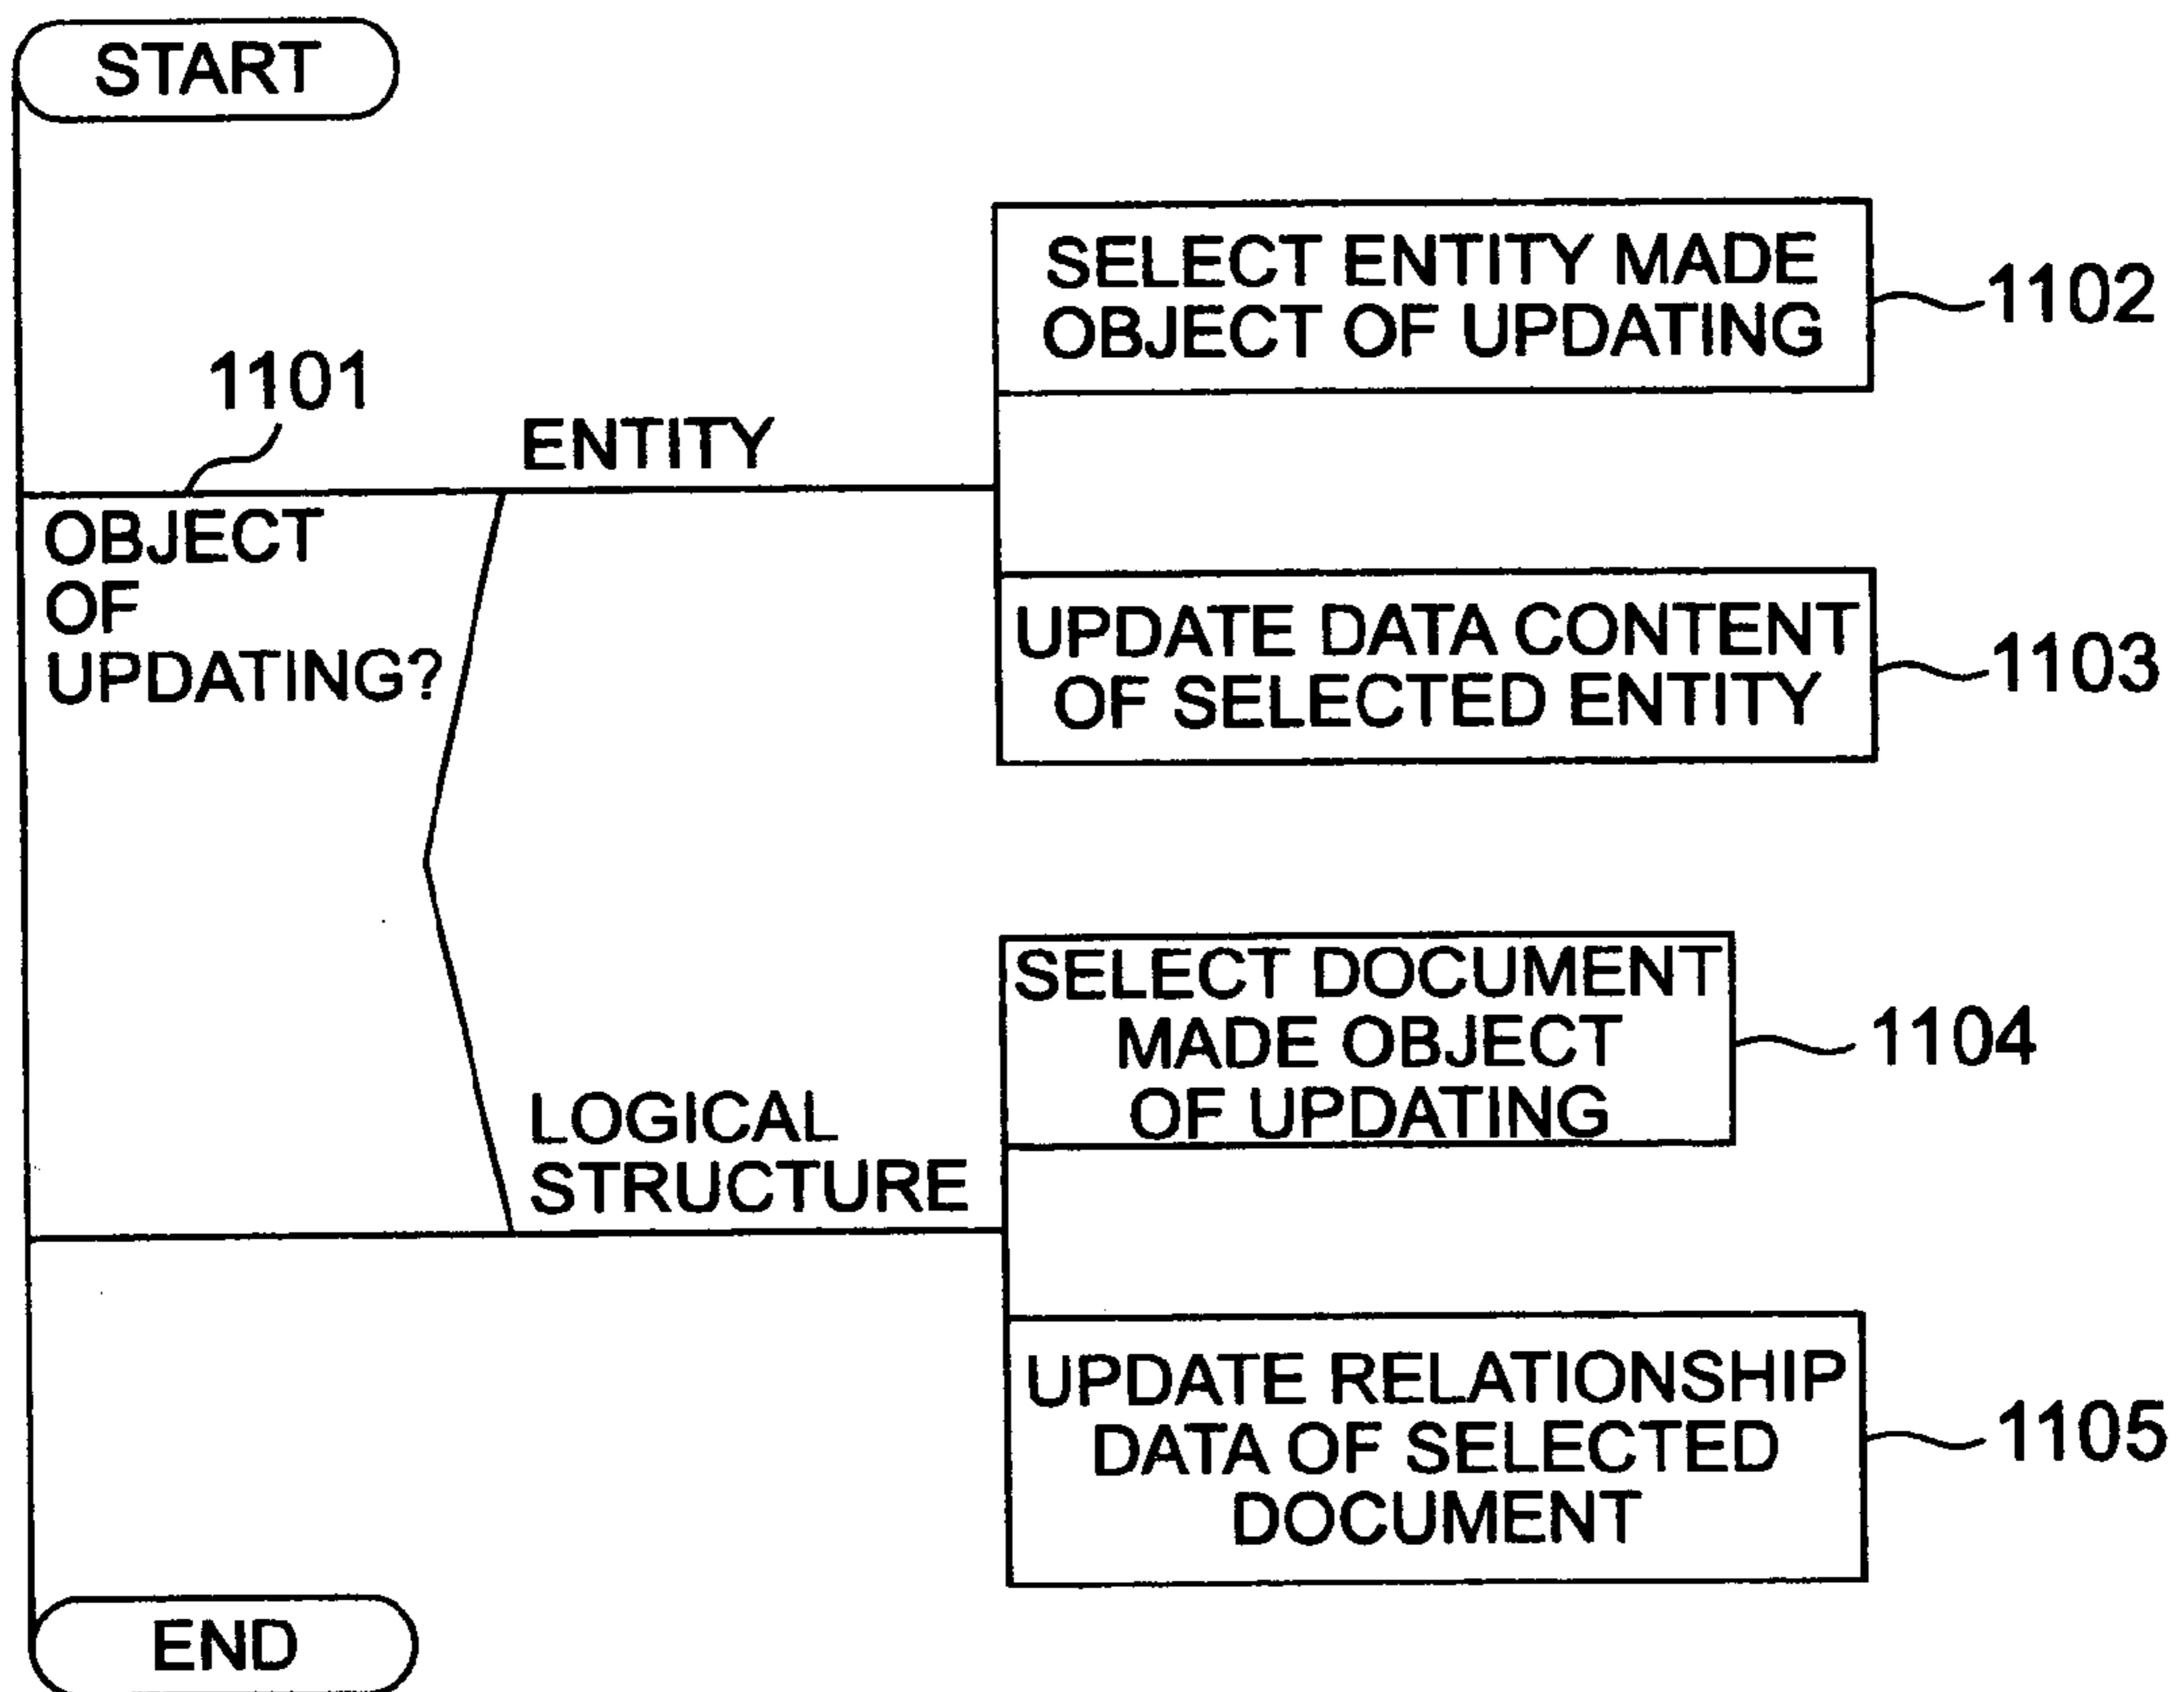 START
SELECT ENTITY MADE
OBJECT OF UPDATING
1102
1101
ENTITY
OBJECT
OF
UPDATING?
UPDATE DATA CONTENT
OF SELECTED ENTITY
1103
SELECT DOCUMENT
MADE OBJECT
OF UPDATING
1104
LOGICAL
STRUCTURE
UPDATE RELATIONSHIP
DATA OF SELECTED
DOCUMENT
1105
END